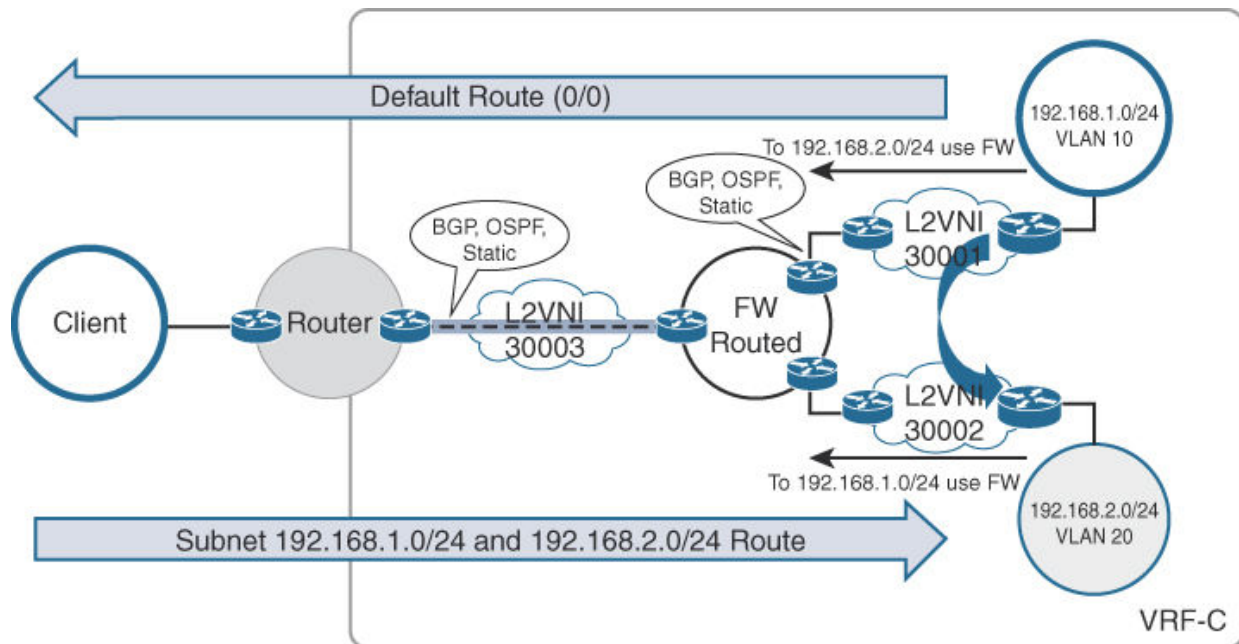 Default Route (0/0)
192.168.1.0/24
VLAN 10
To 192.168.2.0/24 use FW
BGP, OSPF,
Static
BGP, OSPF,
Static
L2VNI
30001
Client
Router
L2VNI
30003
FW
Routed
L2VNI
30002
To 192.168.1.0/24 use FW
192.168.2.0/24
VLAN 20
Subnet 192.168.1.0/24 and 192.168.2.0/24 Route
VRF-C